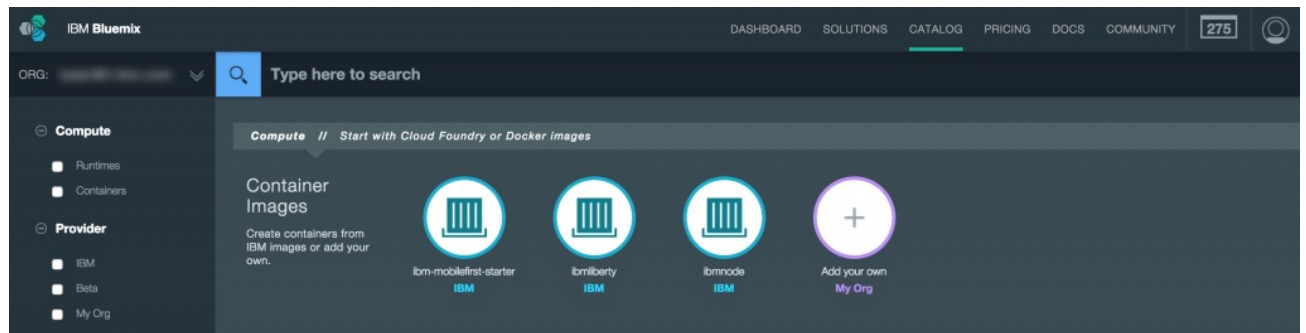 IBM Bluemix
DASHBOARD SOLUTIONS CATALOG PRICING DOCS COMMUNITY 275
ORG:
Type here to search
Compute
Runtimes
Containers
Provider
IBM
Beta
My Org
Compute // Start with Cloud Foundry or Docker images
Container
Images
Create containers from
IBM images or add your
own.
ibm-mobilefirst-starter
IBM
ibmliberty
IBM
ibmnode
IBM
Add your own
My Org